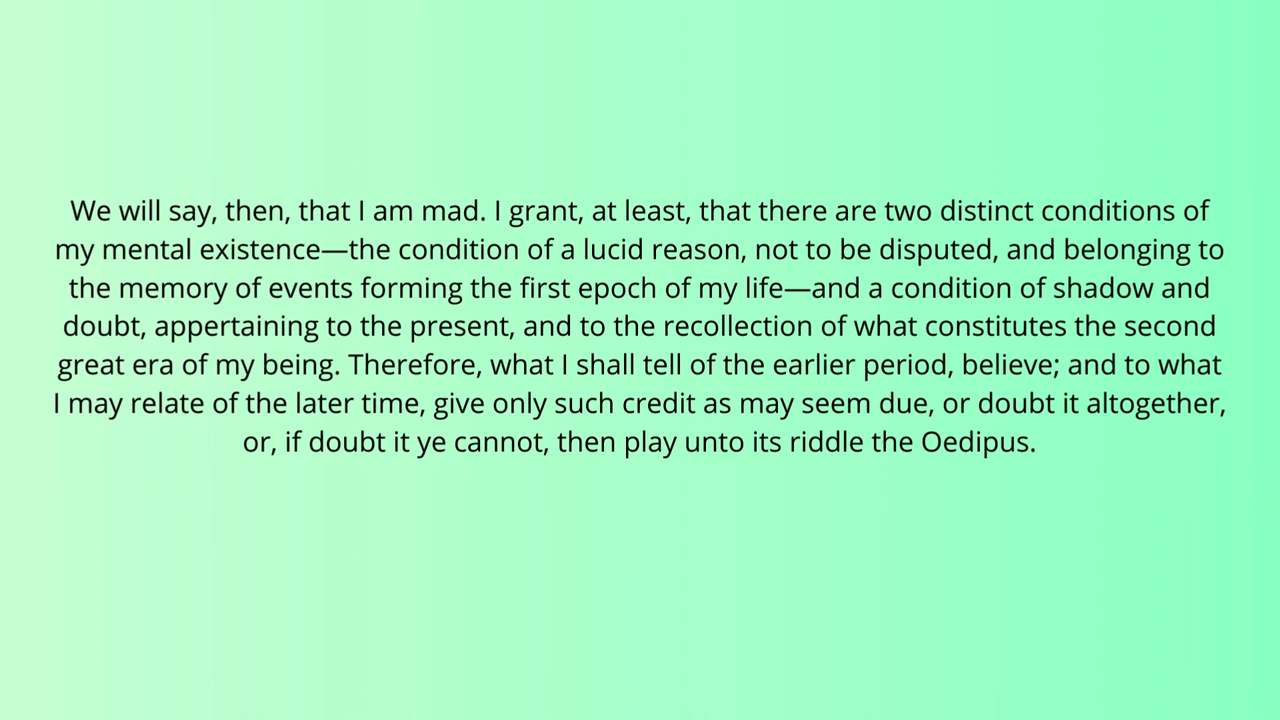 We will say, then, that I am mad. I grant, at least, that there are two distinct conditions of
my mental existence—the condition of a lucid reason, not to be disputed, and belonging to
the memory of events forming the first epoch of my life—and a condition of shadow and
doubt, appertaining to the present, and to the recollection of what constitutes the second
great era of my being. Therefore, what I shall tell of the earlier period, believe; and to what
I may relate of the later time, give only such credit as may seem due, or doubt it altogether,
or, if doubt it ye cannot, then play unto its riddle the Oedipus.